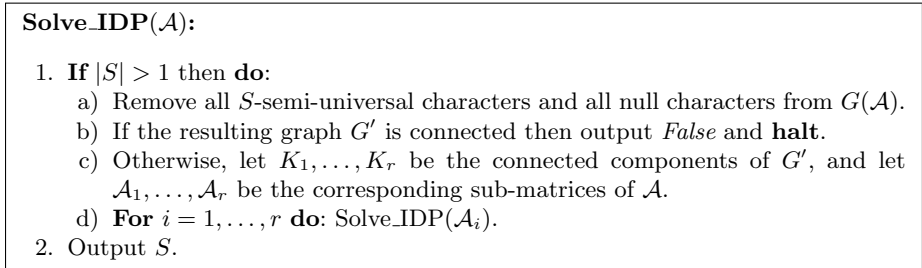 Solve_IDP(𝒜):
1. If |S| > 1 then do:
a) Remove all S-semi-universal characters and all null characters from G(𝒜).
b) If the resulting graph G′ is connected then output False and halt.
c) Otherwise, let K₁, . . . , Kᵣ be the connected components of G′, and let
𝒜₁, . . . , 𝒜ᵣ be the corresponding sub-matrices of 𝒜.
d) For i = 1, . . . , r do: Solve_IDP(𝒜ᵢ).
2. Output S.